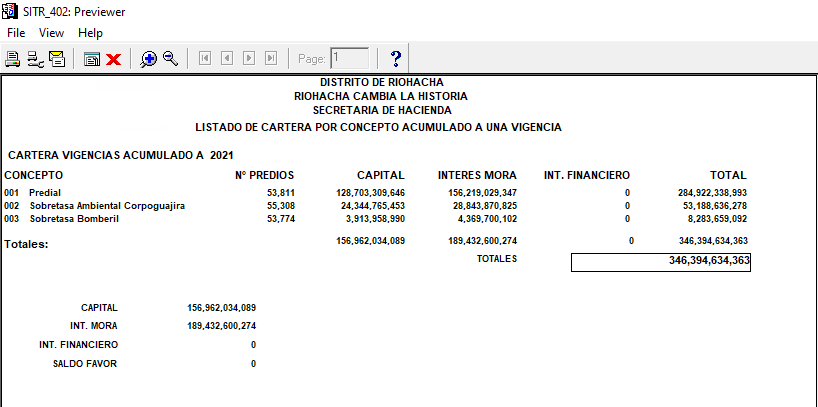 SITR_402: Previewer
File View Help
Page: 1 ?
DISTRITO DE RIOHACHA
RIOHACHA CAMBIA LA HISTORIA
SECRETARIA DE HACIENDA
LISTADO DE CARTERA POR CONCEPTO ACUMULADO A UNA VIGENCIA
CARTERA VIGENCIAS ACUMULADO A 2021
CONCEPTO Nº PREDIOS CAPITAL INTERES MORA INT. FINANCIERO TOTAL
001 Predial 53,811 128,703,309,646 156,219,029,347 0 284,922,338,993
002 Sobretasa Ambiental Corpoguajira 55,308 24,344,765,453 28,843,870,825 0 53,188,636,278
003 Sobretasa Bomberil 53,774 3,913,958,990 4,369,700,102 0 8,283,659,092
Totales: 156,962,034,089 189,432,600,274 0 346,394,634,363
TOTALES 346,394,634,363
CAPITAL 156,962,034,089
INT. MORA 189,432,600,274
INT. FINANCIERO 0
SALDO FAVOR 0